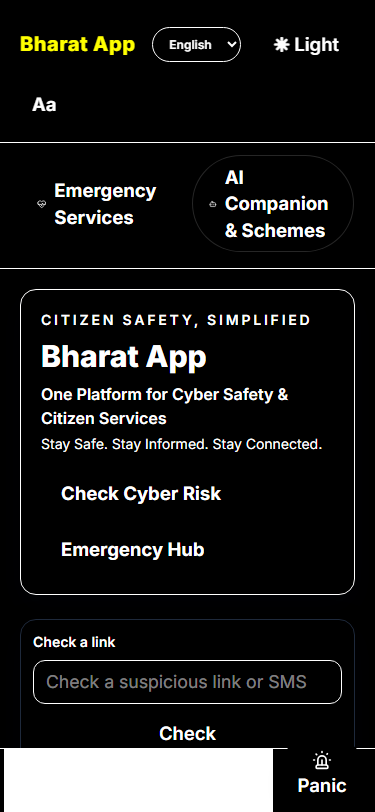 Bharat App
English
Light
Aa
Emergency
Services
AI
Companion
& Schemes
CITIZEN SAFETY, SIMPLIFIED
Bharat App
One Platform for Cyber Safety &
Citizen Services
Stay Safe. Stay Informed. Stay Connected.
Check Cyber Risk
Emergency Hub
Check a link
Check a suspicious link or SMS
Check
Panic